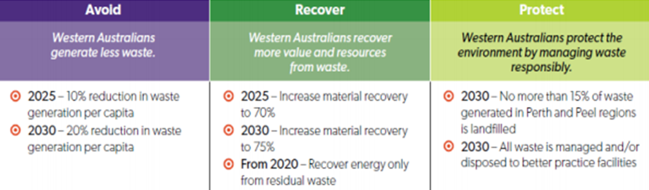 Avoid
Western Australians
generate less waste.
2025 – 10% reduction in waste
generation per capita
2030 – 20% reduction in waste
generation per capita
Recover
Western Australians recover
more value and resources
from waste.
2025 – Increase material recovery
to 70%
2030 – Increase material recovery
to 75%
From 2020 – Recover energy only
from residual waste
Protect
Western Australians protect the
environment by managing waste
responsibly.
2030 – No more than 15% of waste
generated in Perth and Peel regions
is landfilled
2030 – All waste is managed and/or
disposed to better practice facilities